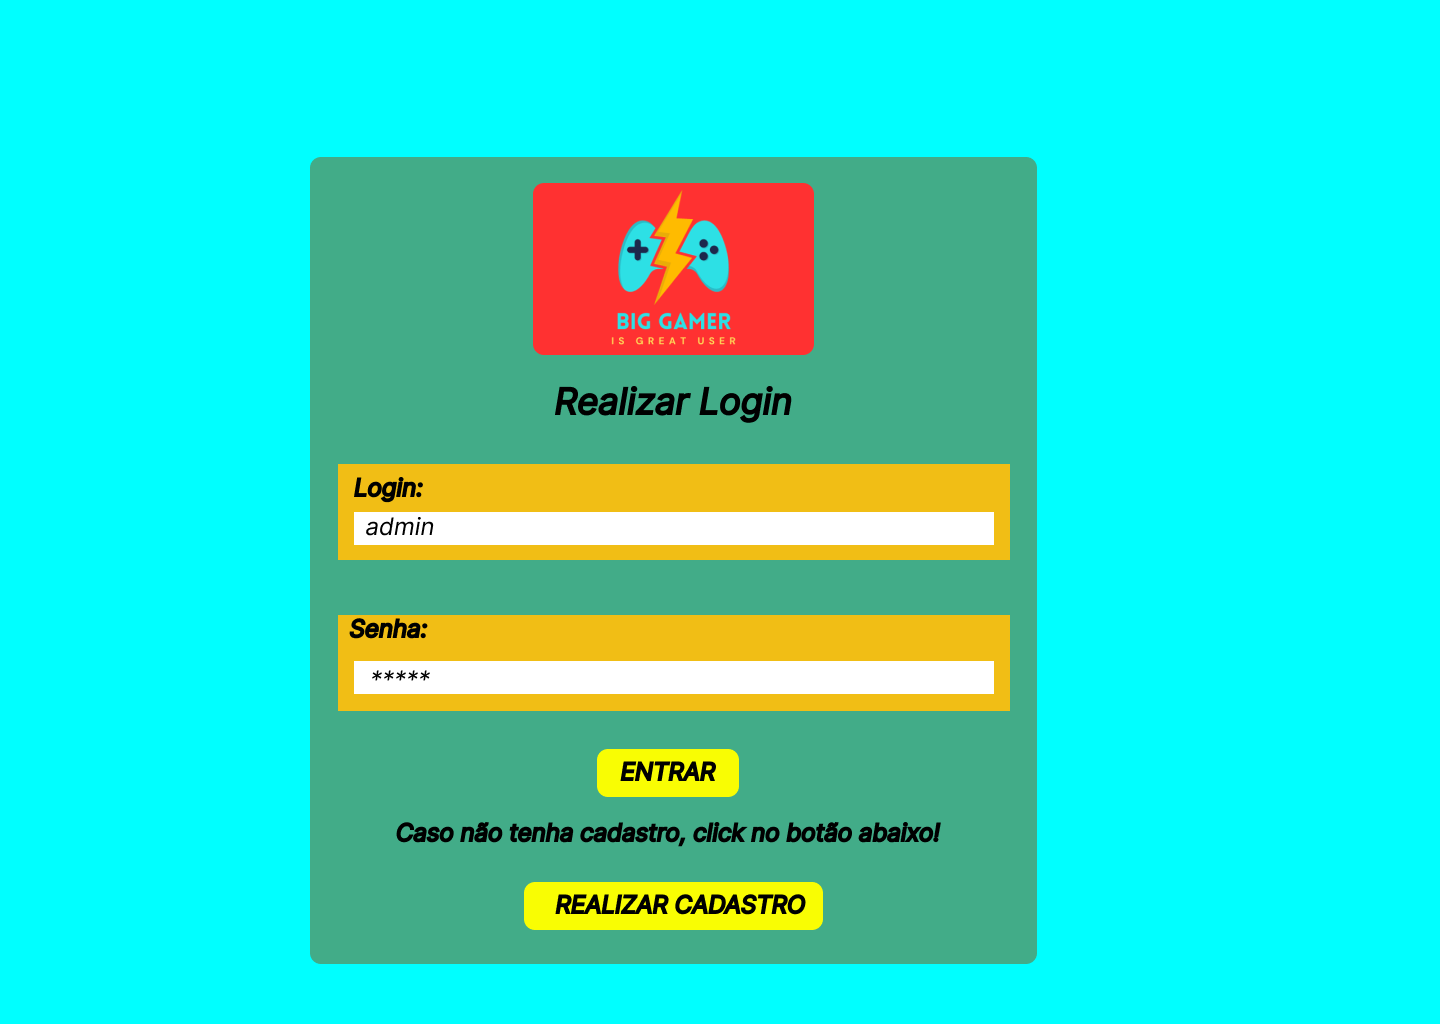 BIG GAMER
IS GREAT USER
Realizar Login
Login:
admin
Senha:
*****
ENTRAR
Caso não tenha cadastro, click no botão abaixo!
REALIZAR CADASTRO